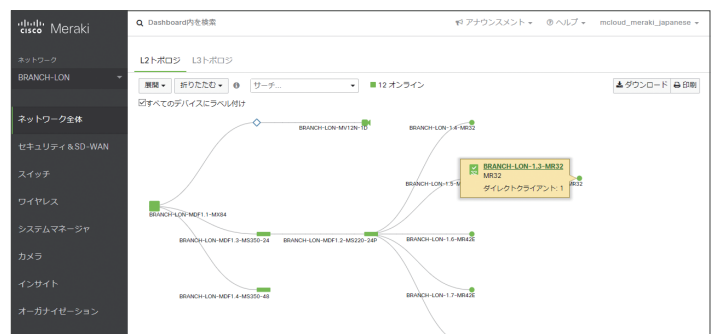 CISCO Meraki
Dashboard内を検索
アナウンスメント
ヘルプ
mcloud_meraki_japanese
ネットワーク
BRANCH-LON
ネットワーク全体
セキュリティ & SD-WAN
スイッチ
ワイヤレス
システムマネージャ
カメラ
インサイト
オーガナイゼーション
L2トポロジ L3トポロジ
展開 折りたたむ サーチ... 12 オンライン ダウンロード 印刷
すべてのデバイスにラベル付け
BRANCH-LON-MV12N-1D
BRANCH-LON-1.4-MR32
BRANCH-LON-1.3-MR32
MR32
ダイレクトクライアント: 1
BRANCH-LON-1.5-M
MR32
BRANCH-LON-MDF1.1-MX84
BRANCH-LON-MDF1.3-MS350-24
BRANCH-LON-MDF1.2-MS220-24P
BRANCH-LON-1.6-MR42E
BRANCH-LON-MDF1.4-MS350-48
BRANCH-LON-1.7-MR42E